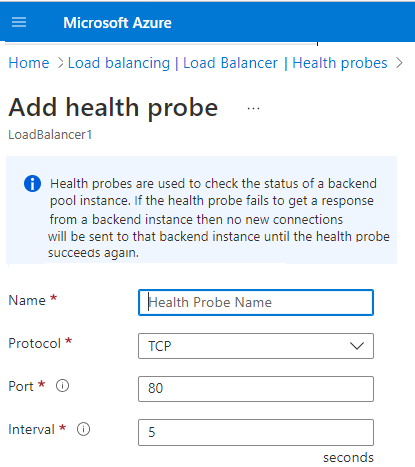 Microsoft Azure
Home > Load balancing | Load Balancer | Health probes >
Add health probe ...
LoadBalancer1
Health probes are used to check the status of a backend
pool instance. If the health probe fails to get a response
from a backend instance then no new connections
will be sent to that backend instance until the health probe
succeeds again.
Name *
Health Probe Name
Protocol *
TCP
Port *
80
Interval *
5
seconds